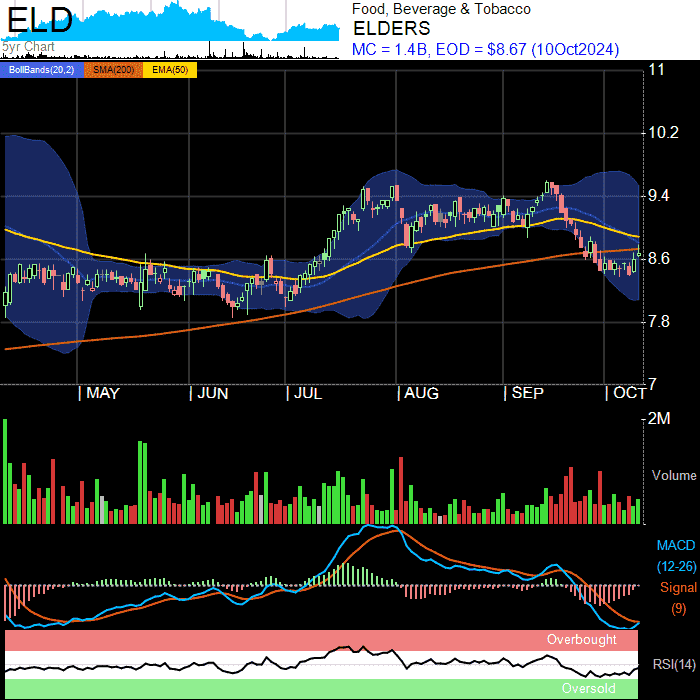 ELD
5yr Chart
Food, Beverage & Tobacco
ELDERS
MC = 1.4B, EOD = $8.67 (10Oct2024)
BollBands(20,2) SMA(200) EMA(50)
11
10.2
9.4
8.6
7.8
7
| MAY | JUN | JUL | AUG | SEP | OCT
2M
Volume
MACD
(12-26)
Signal
(9)
Overbought
RSI(14)
Oversold